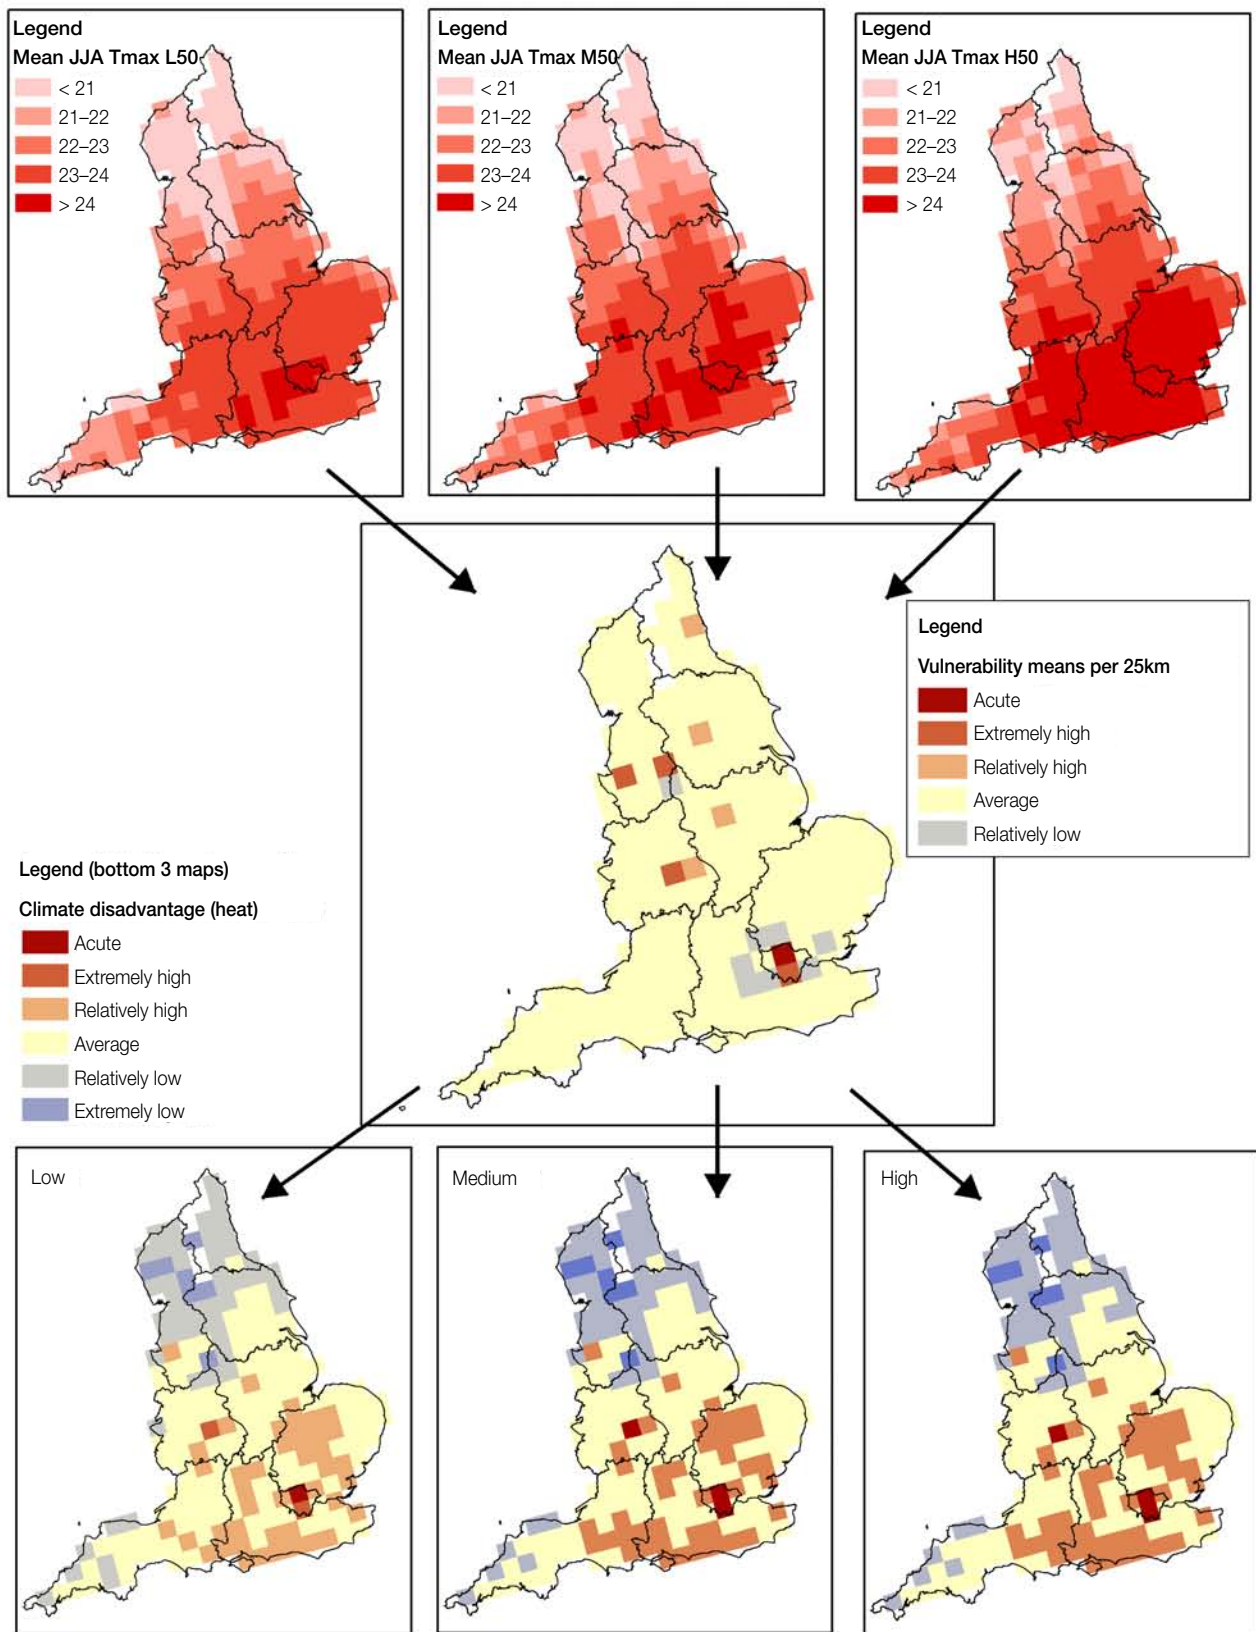 Legend
Mean JJA Tmax L50
< 21
21–22
22–23
23–24
> 24
Legend
Mean JJA Tmax M50
< 21
21–22
22–23
23–24
> 24
Legend
Mean JJA Tmax H50
< 21
21–22
22–23
23–24
> 24
Legend
Vulnerability means per 25km
Acute
Extremely high
Relatively high
Average
Relatively low
Legend (bottom 3 maps)
Climate disadvantage (heat)
Acute
Extremely high
Relatively high
Average
Relatively low
Extremely low
Low
Medium
High